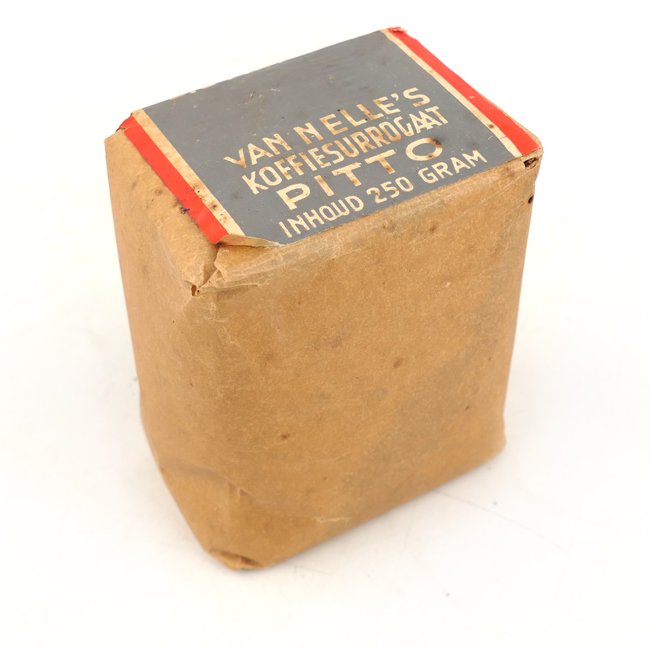 VAN NELLE'S
KOFFIESURROGAAT
PITTO
INHOUD 250 GRAM